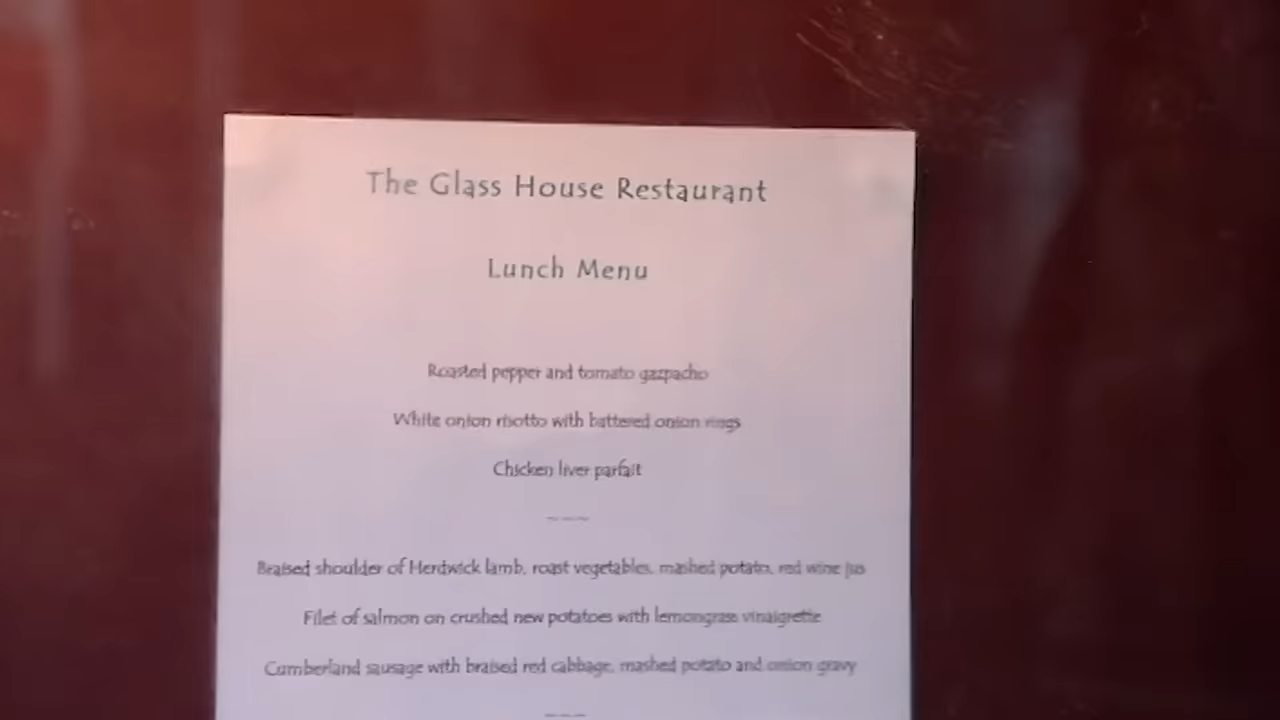 The Glass House Restaurant
Lunch Menu
Roasted pepper and tomato gazpacho
White onion risotto with battered onion rings
Chicken liver parfait
~~~
Braised shoulder of Herdwick lamb, roast vegetables, mashed potato, red wine jus
Filet of salmon on crushed new potatoes with lemongrass vinaigrette
Cumberland sausage with braised red cabbage, mashed potato and onion gravy
~~~